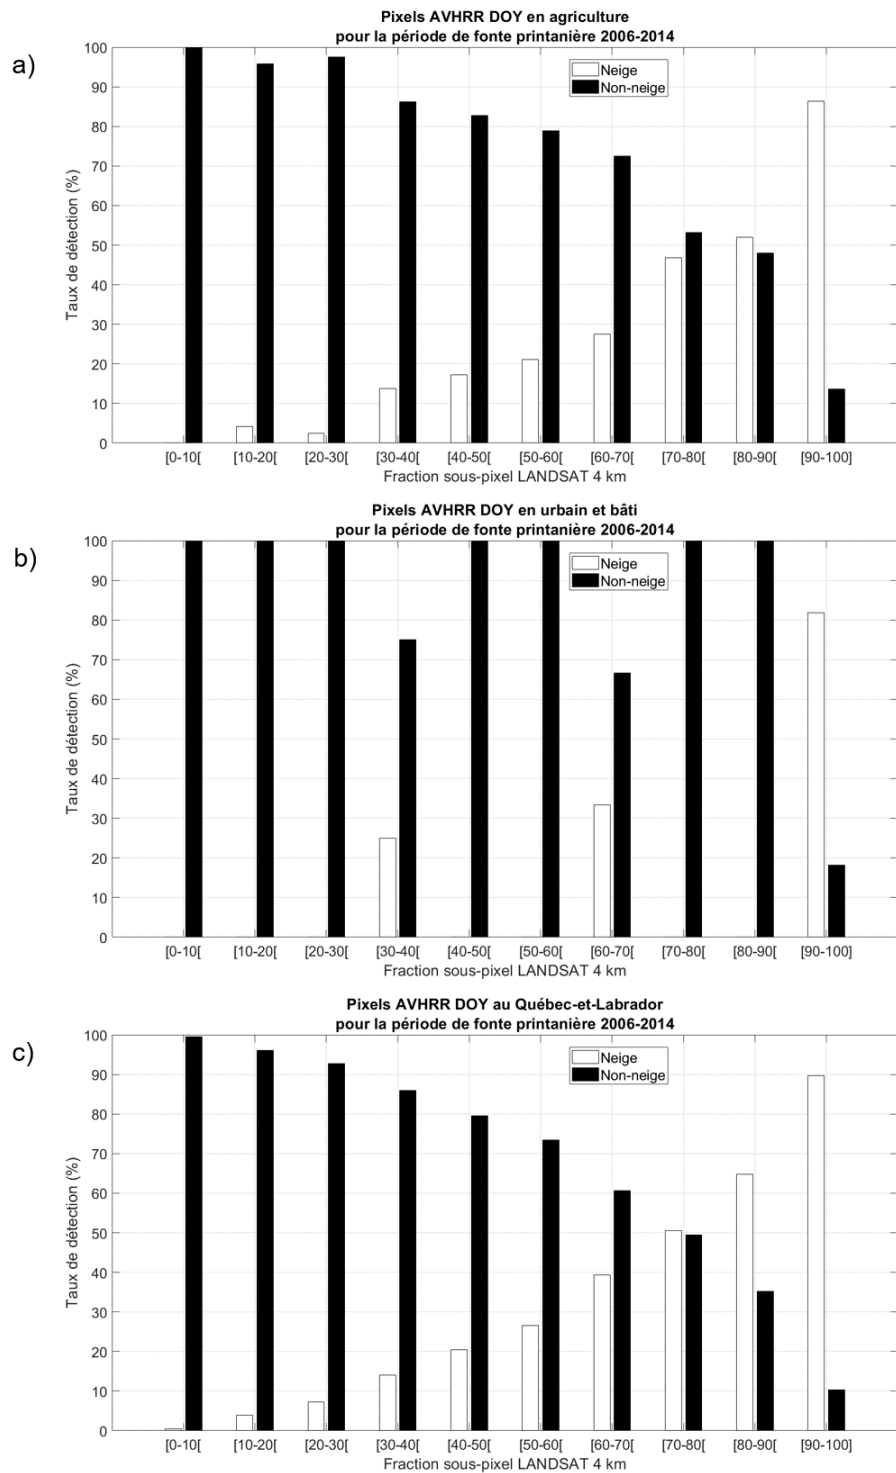 a)
Pixels AVHRR DOY en agriculture
pour la période de fonte printanière 2006-2014
Neige
Non-neige
Taux de détection (%)
100
90
80
70
60
50
40
30
20
10
0
[0-10[ [10-20[ [20-30[ [30-40[ [40-50[ [50-60[ [60-70[ [70-80[ [80-90[ [90-100]
Fraction sous-pixel LANDSAT 4 km
b)
Pixels AVHRR DOY en urbain et bâti
pour la période de fonte printanière 2006-2014
Neige
Non-neige
Taux de détection (%)
100
90
80
70
60
50
40
30
20
10
0
[0-10[ [10-20[ [20-30[ [30-40[ [40-50[ [50-60[ [60-70[ [70-80[ [80-90[ [90-100]
Fraction sous-pixel LANDSAT 4 km
c)
Pixels AVHRR DOY au Québec-et-Labrador
pour la période de fonte printanière 2006-2014
Neige
Non-neige
Taux de détection (%)
100
90
80
70
60
50
40
30
20
10
0
[0-10[ [10-20[ [20-30[ [30-40[ [40-50[ [50-60[ [60-70[ [70-80[ [80-90[ [90-100]
Fraction sous-pixel LANDSAT 4 km